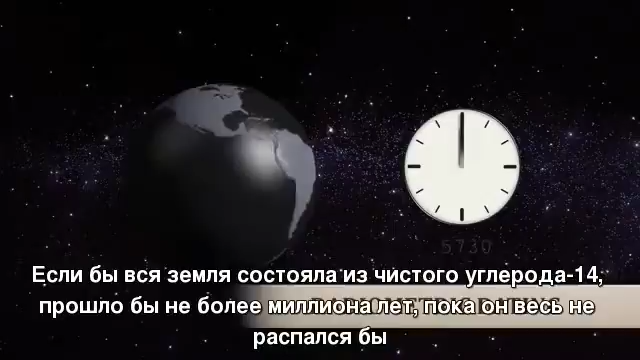 5730
Если бы вся земля состояла из чистого углерода-14,
прошло бы не более миллиона лет, пока он весь не
распался бы